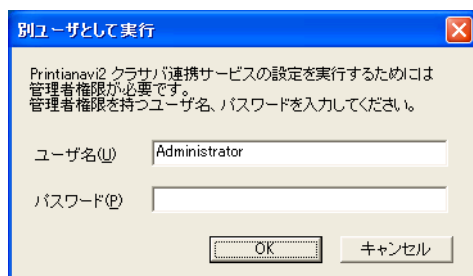 別ユーザとして実行
Printianavi2 クラサバ連携サービスの設定を実行するためには
管理者権限が必要です。
管理者権限を持つユーザ名、パスワードを入力してください。
ユーザ名(U)
Administrator
パスワード(P)
OK
キャンセル